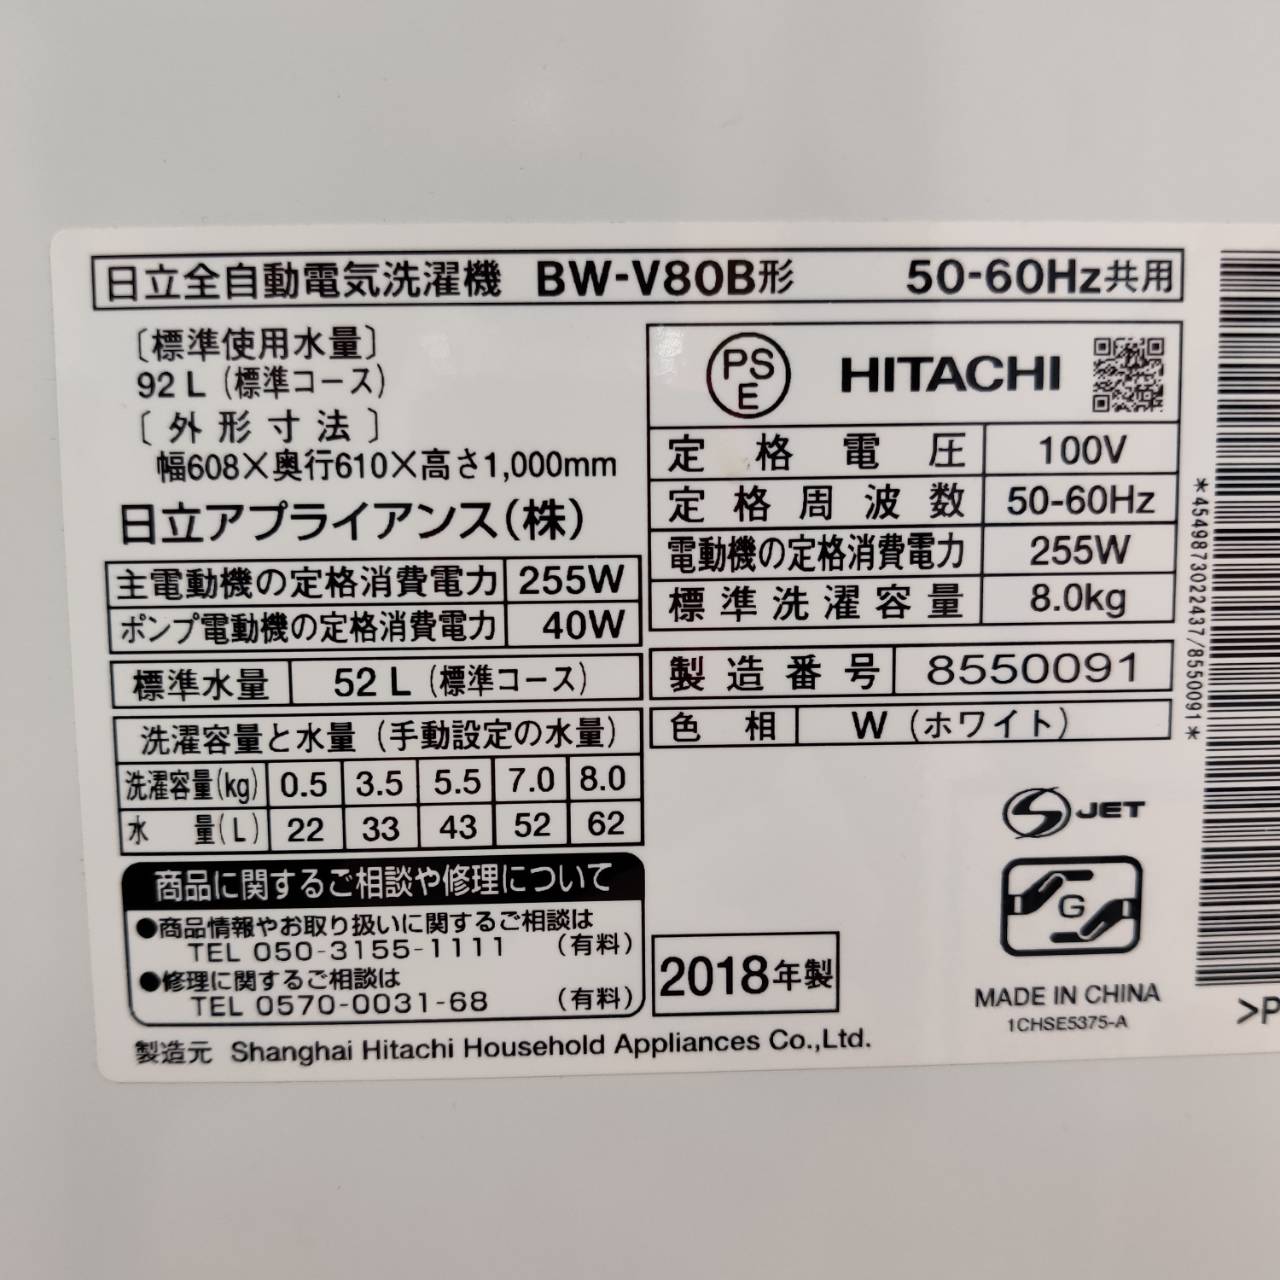 日立全自動電気洗濯機 BW-V80B形 50-60Hz共用
〔標準使用水量〕
92 L（標準コース）
〔外形寸法〕
幅608×奥行610×高さ1,000mm
日立アプライアンス（株）
主電動機の定格消費電力 255W
ポンプ電動機の定格消費電力 40W
標準水量 52 L（標準コース）
洗濯容量と水量（手動設定の水量）
洗濯容量(kg) 0.5 3.5 5.5 7.0 8.0
水量(L) 22 33 43 52 62
商品に関するご相談や修理について
●商品情報やお取り扱いに関するご相談は
TEL 050-3155-1111 （有料）
●修理に関するご相談は
TEL 0570-0031-68 （有料）
製造元 Shanghai Hitachi Household Appliances Co.,Ltd.
PS
E
HITACHI
定格電圧 100V
定格周波数 50-60Hz
電動機の定格消費電力 255W
標準洗濯容量 8.0kg
製造番号 8550091
色相 W（ホワイト）
S JET
G
2018年製
MADE IN CHINA
1CHSE5375-A
*4549873022437/8550091*
>P